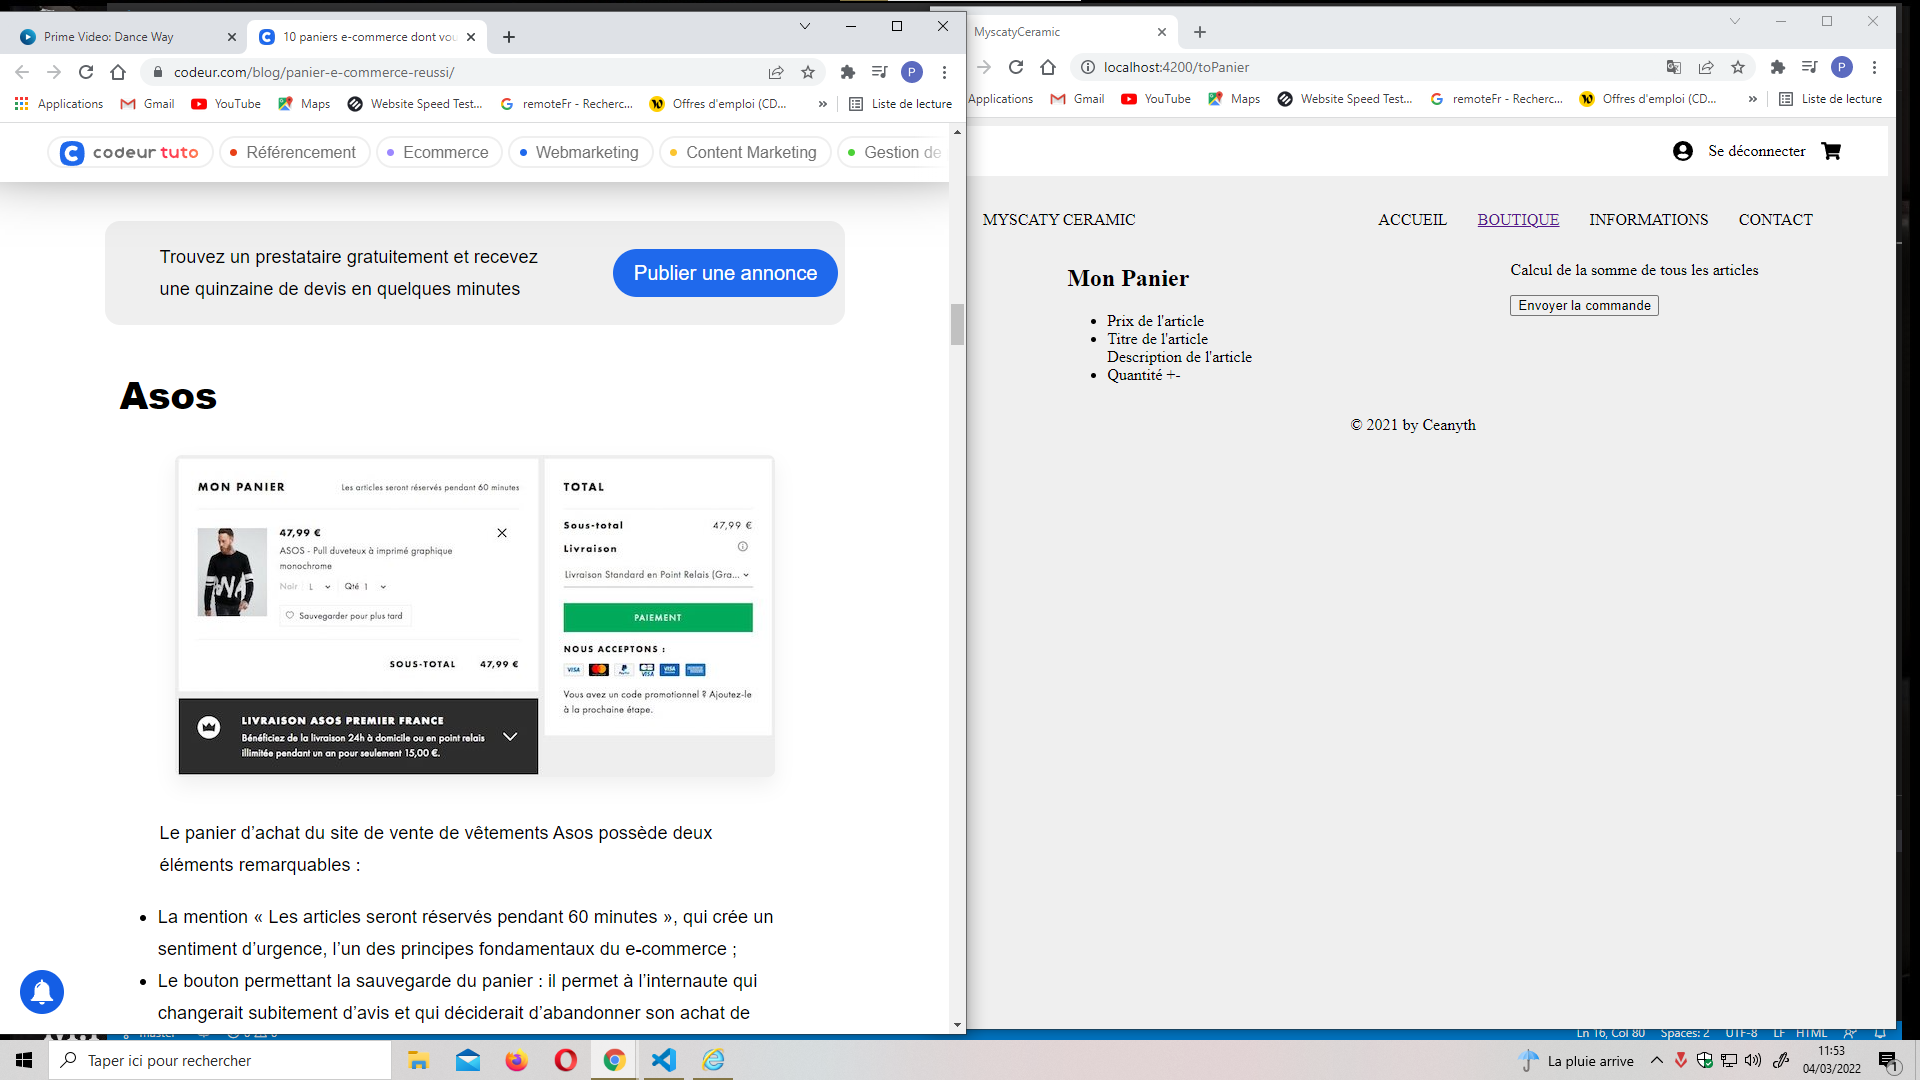 Prime Video: Dance Way
10 paniers e-commerce dont vou
codeur.com/blog/panier-e-commerce-reussi/
P
Applications
Gmail
YouTube
Maps
Website Speed Test...
remoteFr - Recherc...
Offres d'emploi (CD...
»
Liste de lecture
codeur tuto
Référencement
Ecommerce
Webmarketing
Content Marketing
Gestion de
Trouvez un prestataire gratuitement et recevez
une quinzaine de devis en quelques minutes
Publier une annonce
Asos
MON PANIER
Les articles seront réservés pendant 60 minutes
47,99 €
ASOS - Pull duveteux à imprimé graphique
monochrome
Noir L Qté 1
Sauvegarder pour plus tard
SOUS-TOTAL 47,99 €
LIVRAISON ASOS PREMIER FRANCE
Bénéficiez de la livraison 24h à domicile ou en point relais
illimitée pendant un an pour seulement 15,00 €.
TOTAL
Sous-total 47,99 €
Livraison
Livraison Standard en Point Relais (Gra...
PAIEMENT
NOUS ACCEPTONS :
Vous avez un code promotionnel ? Ajoutez-le
à la prochaine étape.
Le panier d’achat du site de vente de vêtements Asos possède deux
éléments remarquables :
• La mention « Les articles seront réservés pendant 60 minutes », qui crée un
sentiment d’urgence, l’un des principes fondamentaux du e-commerce ;
• Le bouton permettant la sauvegarde du panier : il permet à l’internaute qui
changerait subitement d’avis et qui déciderait d’abandonner son achat de
MyscatyCeramic
localhost:4200/toPanier
P
Applications
Gmail
YouTube
Maps
Website Speed Test...
remoteFr - Recherc...
Offres d'emploi (CD...
»
Liste de lecture
Se déconnecter
MYSCATY CERAMIC
ACCUEIL
BOUTIQUE
INFORMATIONS
CONTACT
Mon Panier
• Prix de l'article
• Titre de l'article
Description de l'article
• Quantité +-
Calcul de la somme de tous les articles
Envoyer la commande
© 2021 by Ceanyth
master
Ln 16, Col 80
Spaces: 2
UTF-8
LF
HTML
Taper ici pour rechercher
La pluie arrive
11:53
04/03/2022
1